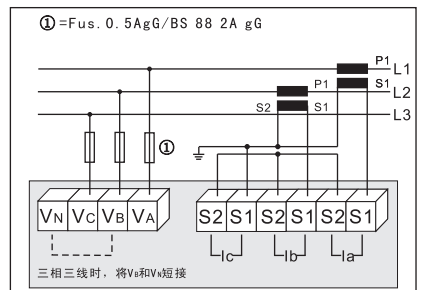 ①=Fus. 0. 5AgG/BS 88 2A gG
P1 L1
P1 S1 L2
S2 S1 L3
①
VN VC VB VA S2 S1 S2 S1 S2 S1
Ic Ib Ia
三相三线时，将VB和VN短接